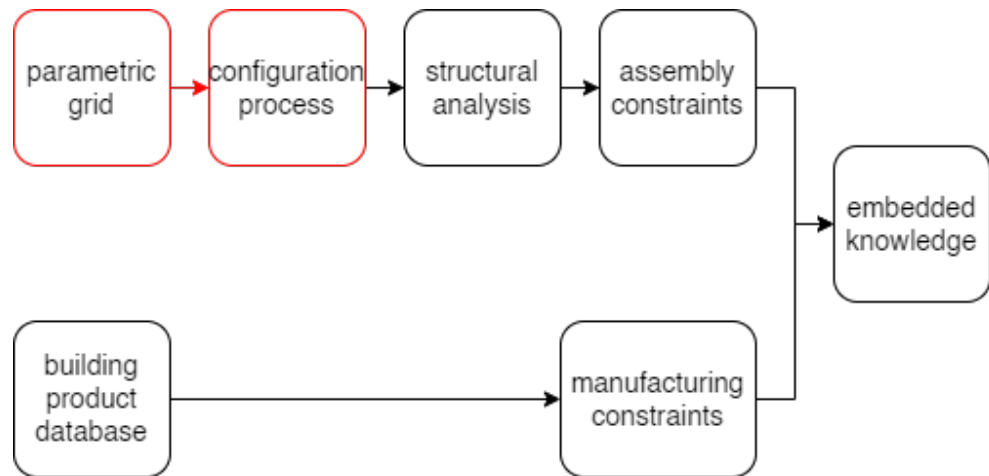 parametric
grid
configuration
process
structural
analysis
assembly
constraints
embedded
knowledge
building
product
database
manufacturing
constraints